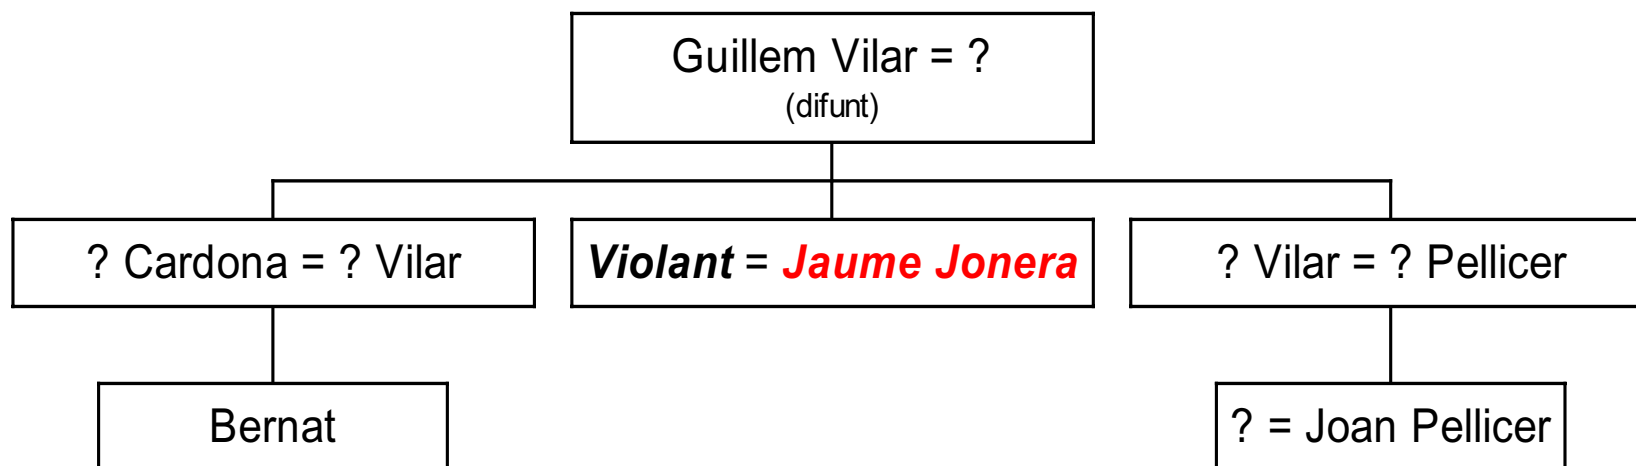 Guillem Vilar = ?
(difunt)
? Cardona = ? Vilar
Violant = Jaume Jonera
? Vilar = ? Pellicer
Bernat
? = Joan Pellicer